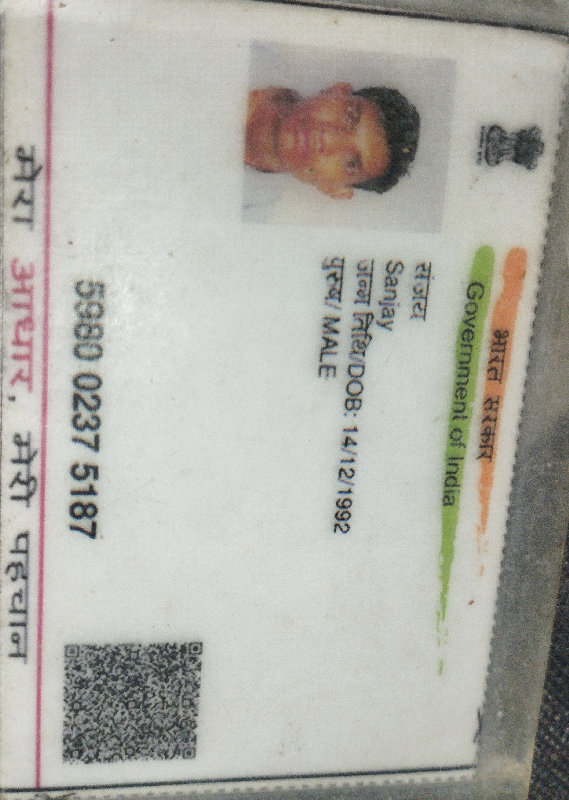 भारत सरकार
Government of India
संजय
Sanjay
जन्म तिथि/DOB: 14/12/1992
पुरुष/ MALE
5980 0237 5187
मेरा आधार, मेरी पहचान